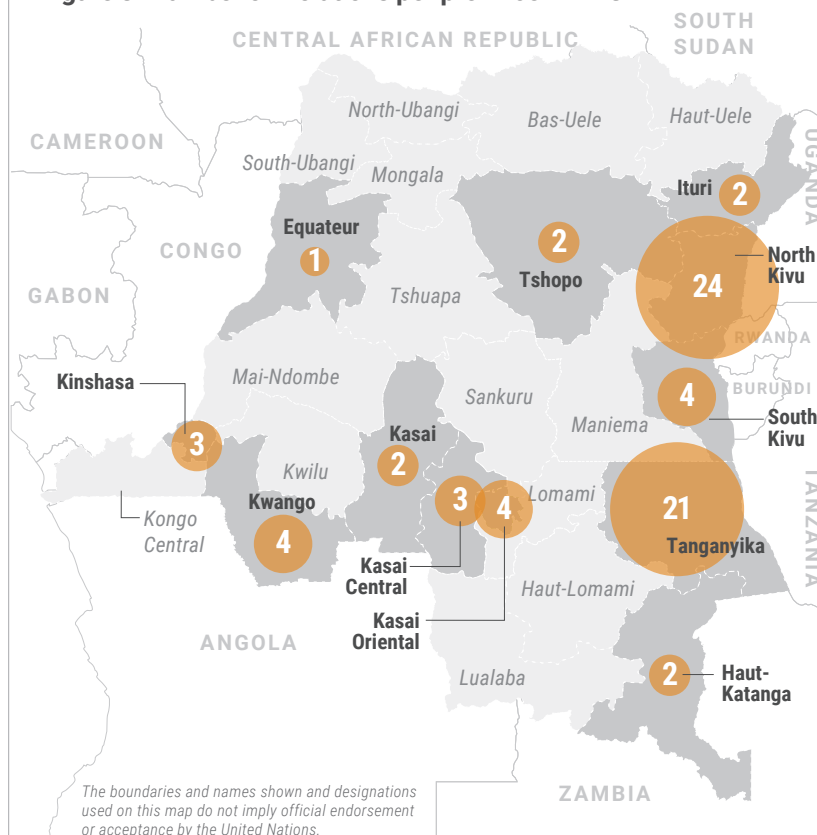 SOUTH
SUDAN
CENTRAL AFRICAN REPUBLIC
North-Ubangi
Bas-Uele
Haut-Uele
CAMEROON
UGANDA
South-Ubangi
Mongala
Ituri
2
Equateur
1
2
Tshopo
CONGO
North
Kivu
24
GABON
Tshuapa
RWANDA
Kinshasa
Mai-Ndombe
Sankuru
4
BURUNDI
South
Kivu
Maniema
3
Kasai
2
Kwilu
TANZANIA
Kwango
4
3
4
Lomami
21
Tanganyika
Kongo
Central
Kasai
Central
Haut-Lomami
Kasai
Oriental
ANGOLA
Lualaba
2
Haut-
Katanga
ZAMBIA
The boundaries and names shown and designations
used on this map do not imply official endorsement
or acceptance by the United Nations.